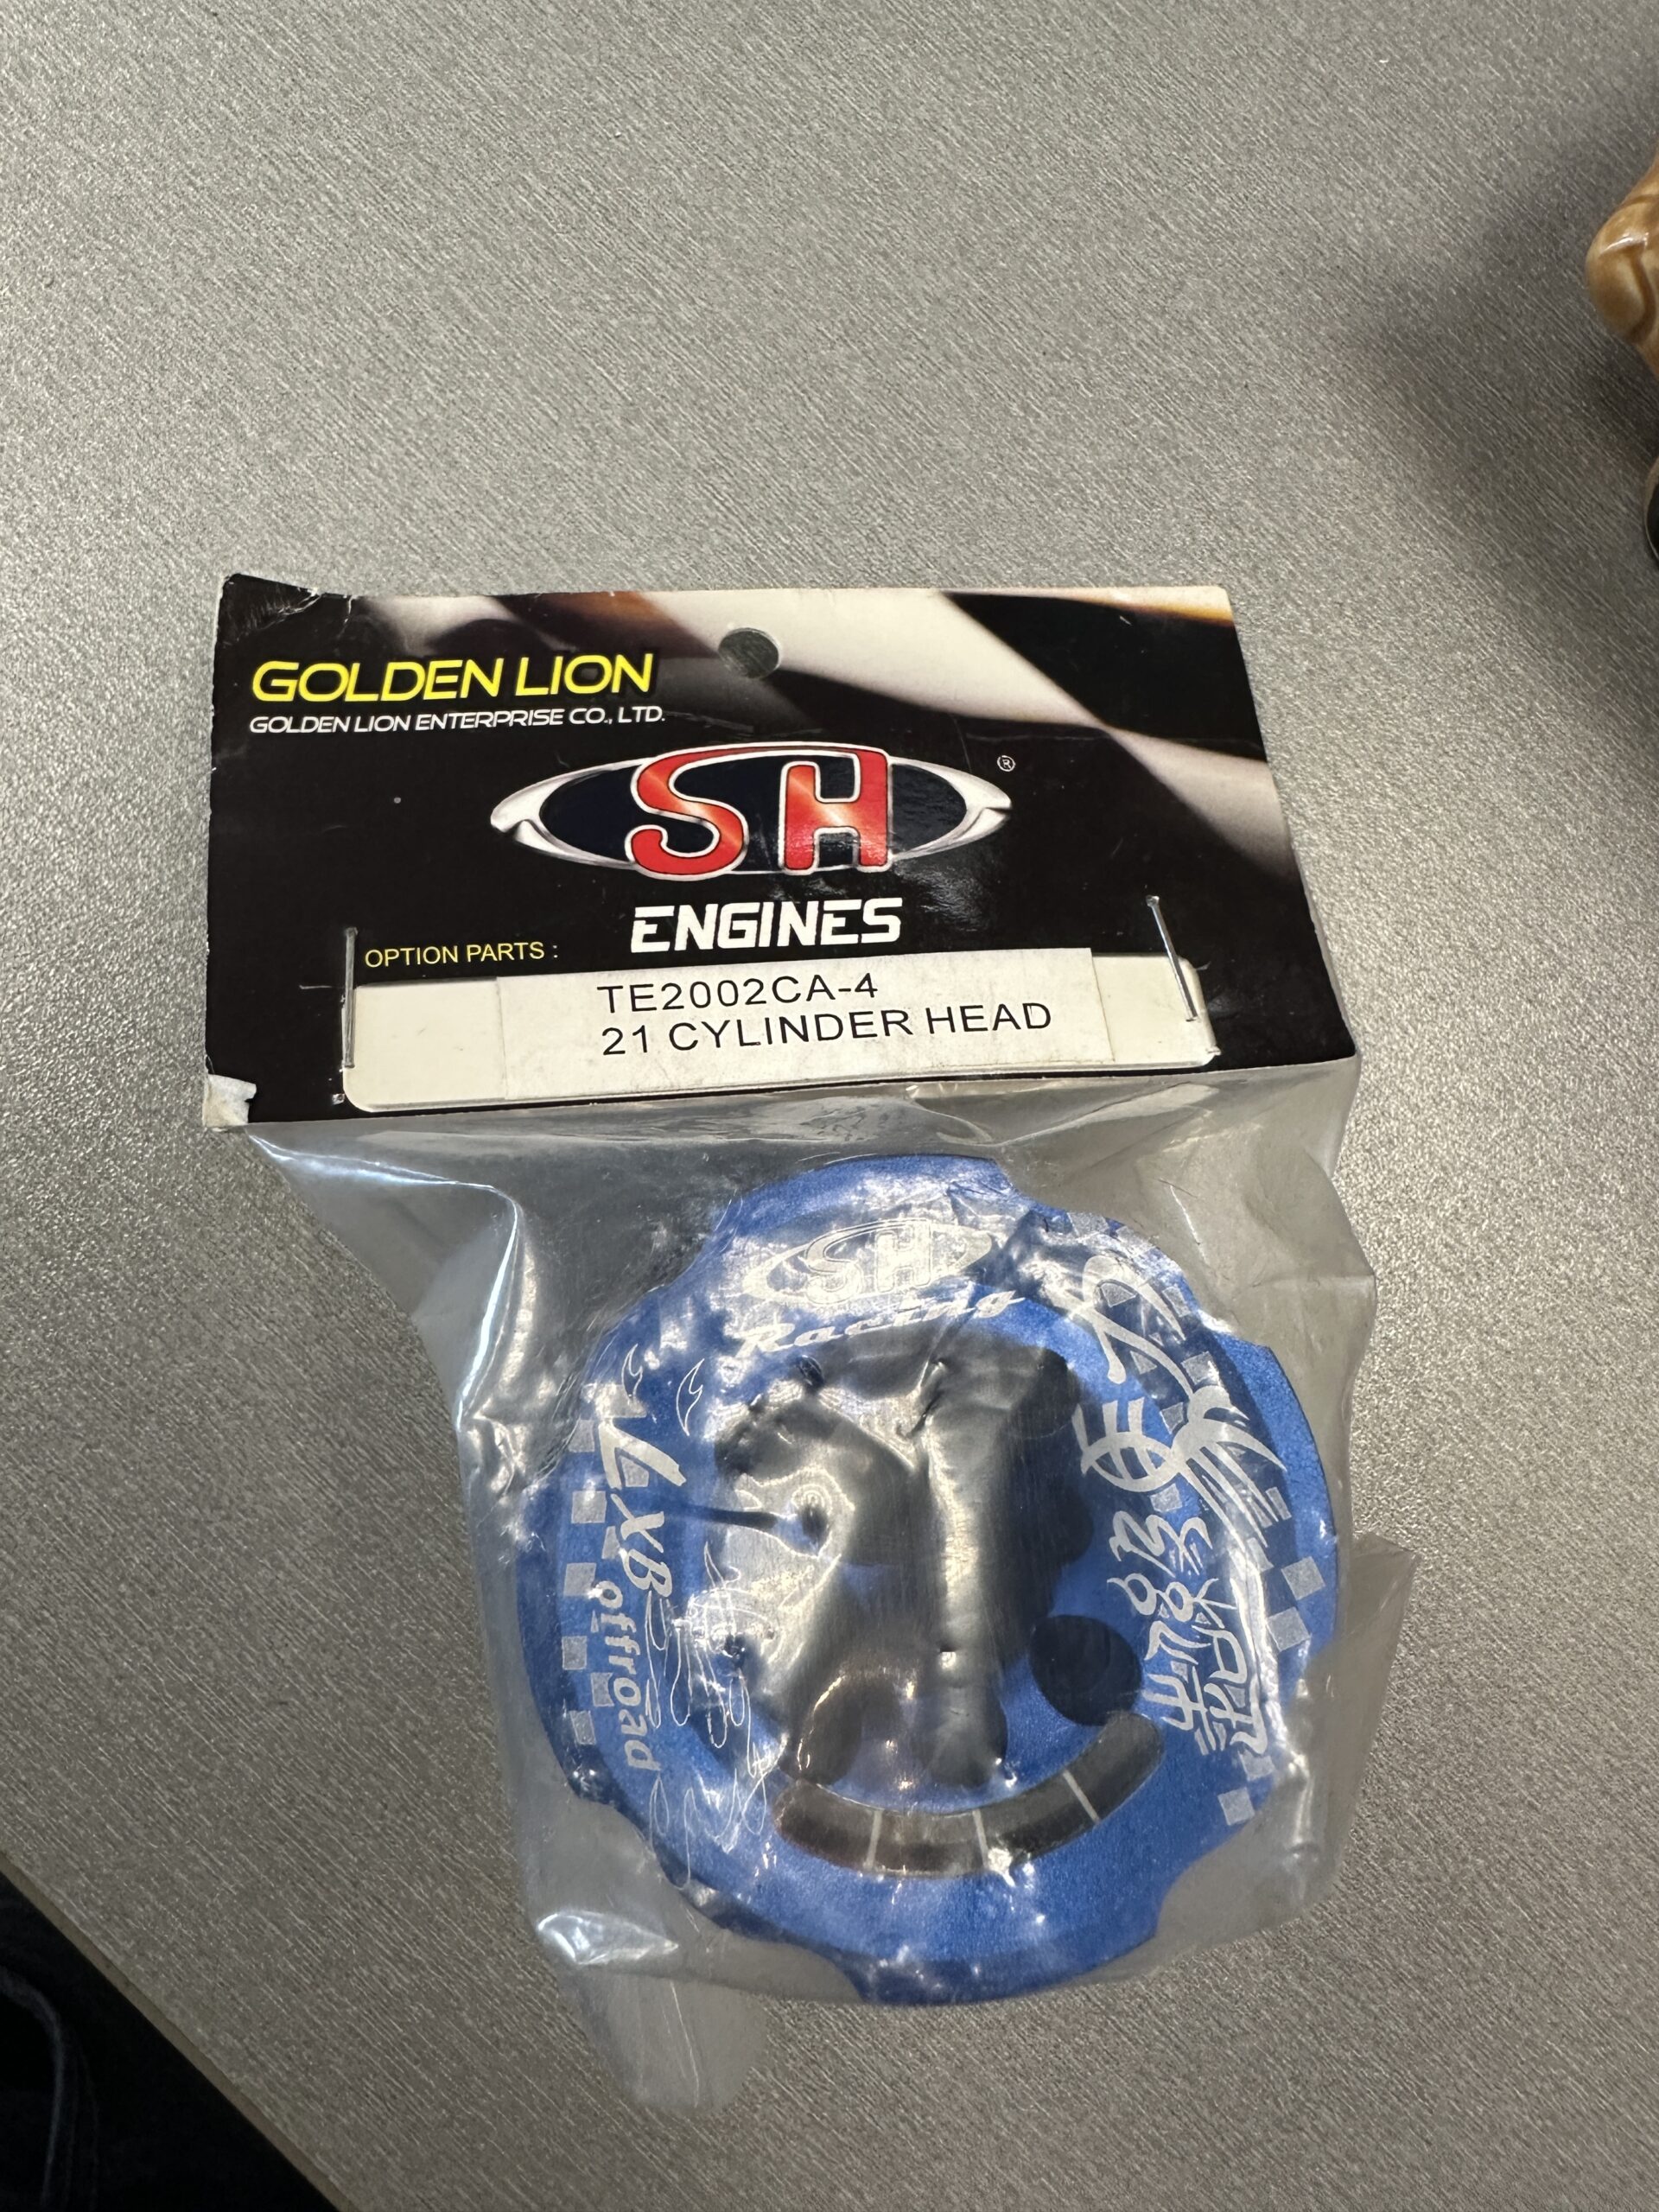 GOLDEN LION
GOLDEN LION ENTERPRISE CO., LTD.
SH
®
ENGINES
OPTION PARTS :
TE2002CA-4
21 CYLINDER HEAD
SH
Racing
XB
offroad